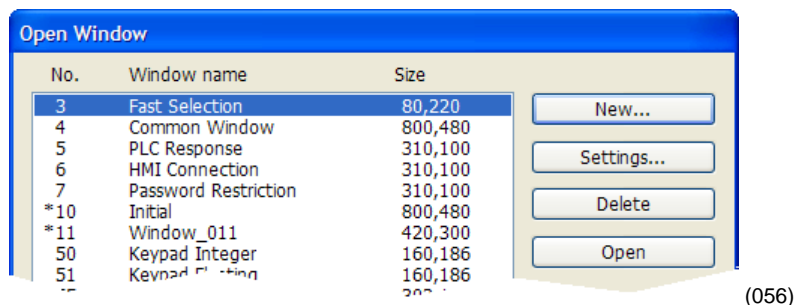 Open Window
No. Window name Size
3 Fast Selection 80,220
4 Common Window 800,480
5 PLC Response 310,100
6 HMI Connection 310,100
7 Password Restriction 310,100
*10 Initial 800,480
*11 Window_011 420,300
50 Keypad Integer 160,186
51 Keypad 160,186
New...
Settings...
Delete
Open
(056)